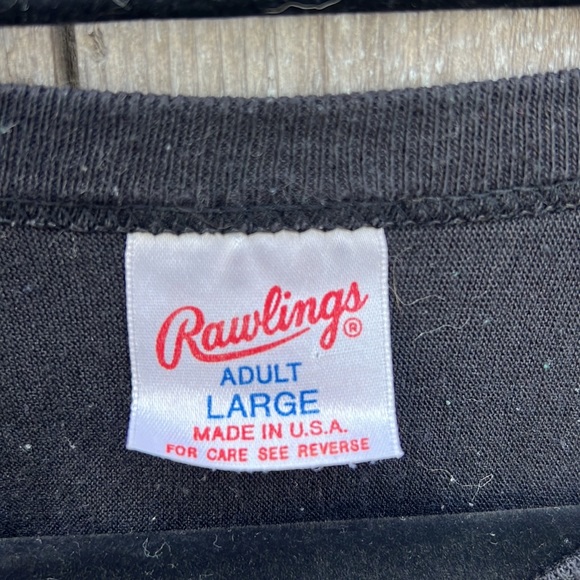 Rawlings ®
ADULT
LARGE
MADE IN U.S.A.
FOR CARE SEE REVERSE